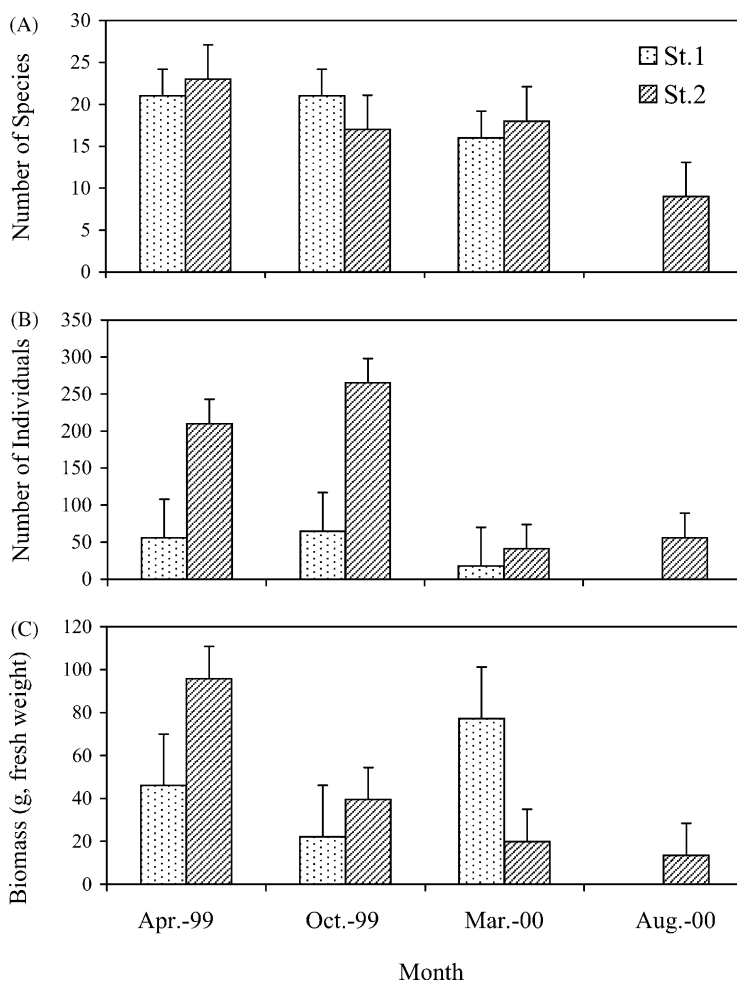 (A)
Number of Species
30
25
20
15
10
5
0
St.1
St.2
(B)
Number of Individuals
350
300
250
200
150
100
50
0
(C)
Biomass (g, fresh weight)
120
100
80
60
40
20
0
Apr.-99 Oct.-99 Mar.-00 Aug.-00
Month